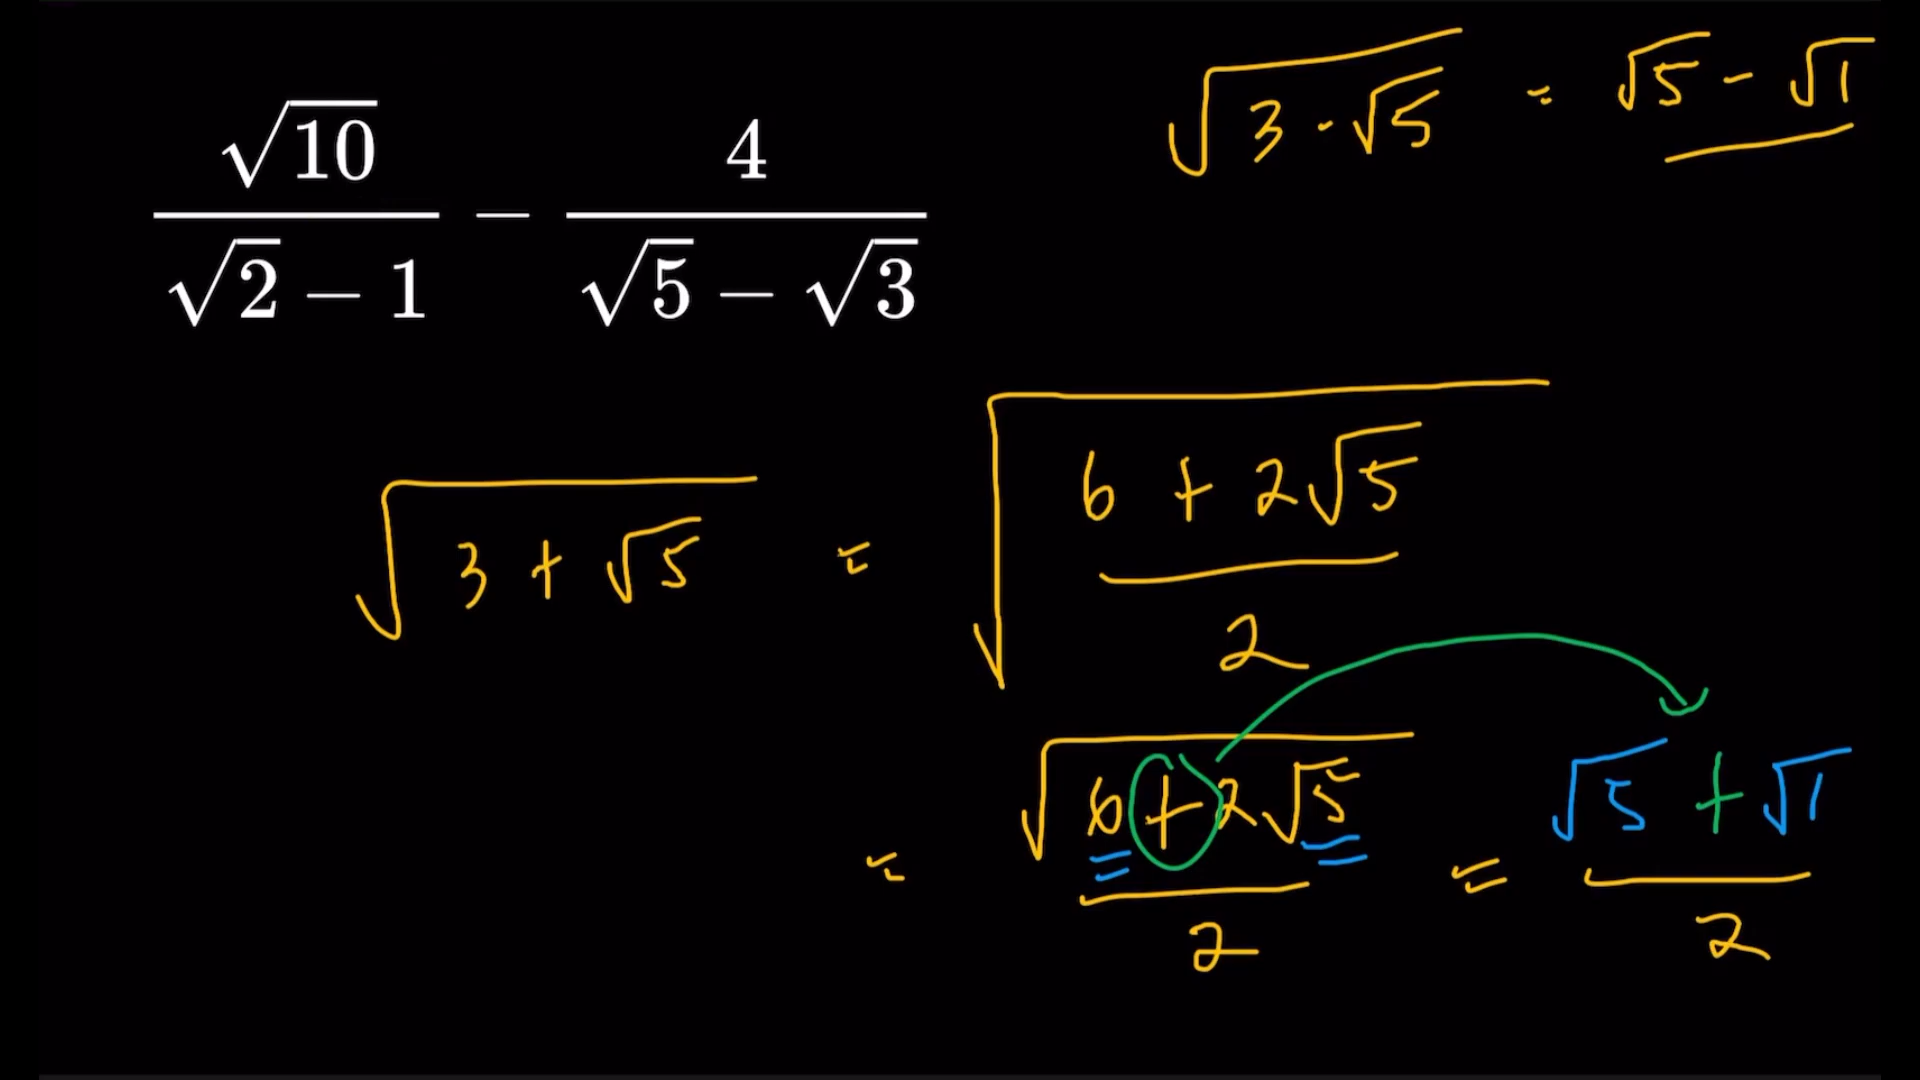 √10/(√2 − 1) − 4/(√5 − √3)
√(3 - √5) = √5 - √1
√(3 + √5) = √((6 + 2√5)/2)
= √(6 + 2√5)/2 = (√5 + √1)/2